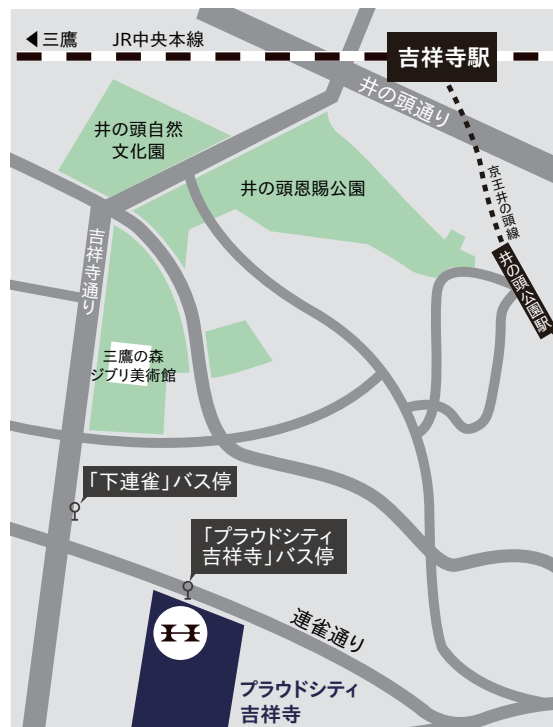 ◀三鷹 JR中央本線
吉祥寺駅
井の頭通り
井の頭自然
文化園
井の頭恩賜公園
京王井の頭線
井の頭公園駅
吉祥寺通り
三鷹の森
ジブリ美術館
「下連雀」バス停
「プラウドシティ
吉祥寺」バス停
連雀通り
プラウドシティ
吉祥寺